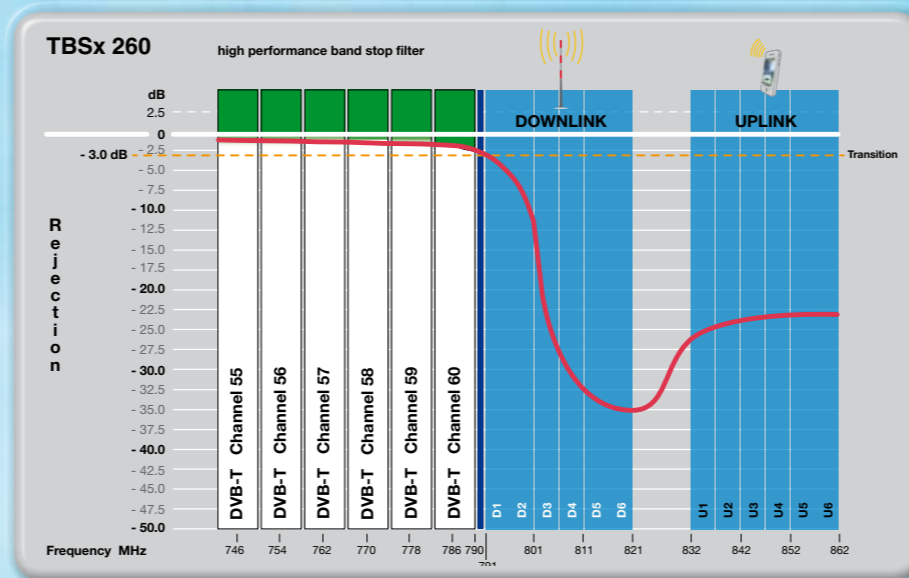 TBSx 260
high performance band stop filter
dB
2.5
0
- 2.5
- 3.0 dB
Transition
- 5.0
- 7.5
- 10.0
- 12.5
- 15.0
- 17.5
- 20.0
- 22.5
- 25.0
- 27.5
- 30.0
- 32.5
- 35.0
- 37.5
- 40.0
- 42.5
- 45.0
- 47.5
- 50.0
Rejection
DOWNLINK
UPLINK
DVB-T Channel 55
DVB-T Channel 56
DVB-T Channel 57
DVB-T Channel 58
DVB-T Channel 59
DVB-T Channel 60
D1 D2 D3 D4 D5 D6
U1 U2 U3 U4 U5 U6
Frequency MHz 746 754 762 770 778 786 790 801 811 821 832 842 852 862
791